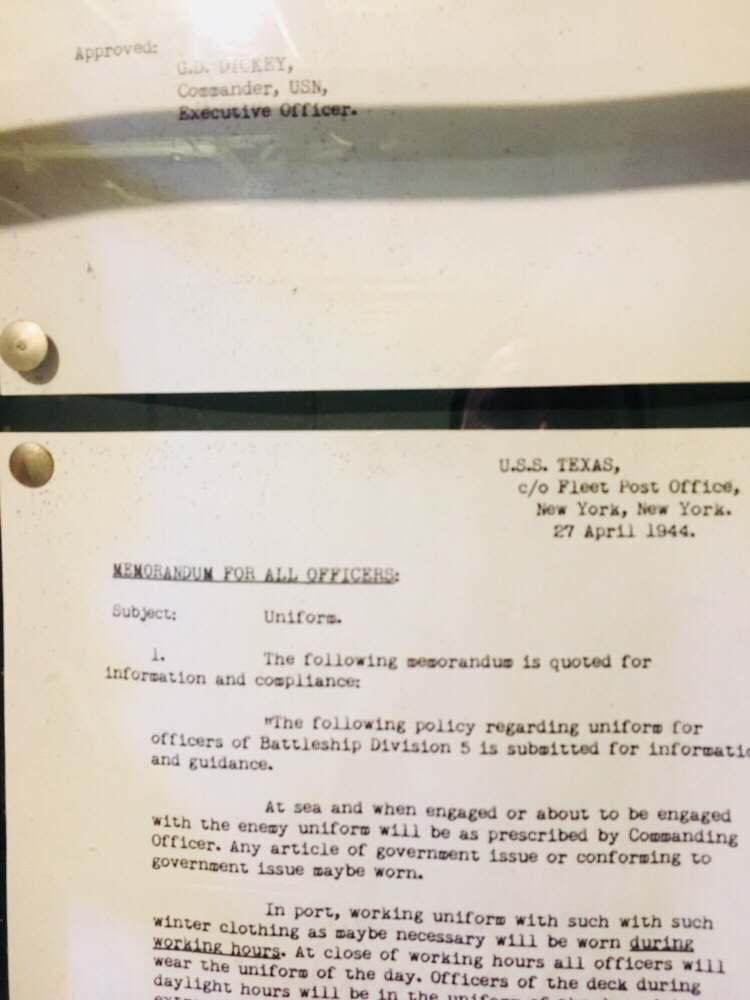 Approved:
G.D. DICKEY,
Commander, USN,
Executive Officer.
U.S.S. TEXAS,
c/o Fleet Post Office,
New York, New York.
27 April 1944.
MEMORANDUM FOR ALL OFFICERS:
Subject: Uniform.
1. The following memorandum is quoted for
information and compliance:
"The following policy regarding uniform for
officers of Battleship Division 5 is submitted for informatio
and guidance.
At sea and when engaged or about to be engaged
with the enemy uniform will be as prescribed by Commanding
Officer. Any article of government issue or conforming to
government issue maybe worn.
In port, working uniform with such with such
winter clothing as maybe necessary will be worn during
working hours. At close of working hours all officers will
wear the uniform of the day. Officers of the deck during
daylight hours will be in the uniform of